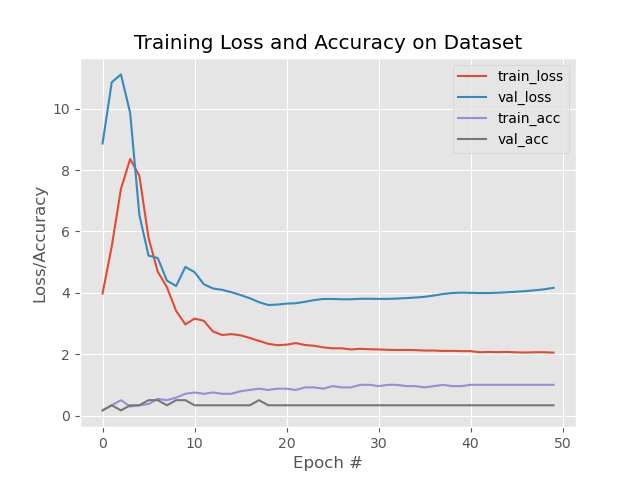 Training Loss and Accuracy on Dataset
train_loss
val_loss
train_acc
val_acc
Loss/Accuracy
10
8
6
4
2
0
0 10 20 30 40 50
Epoch #